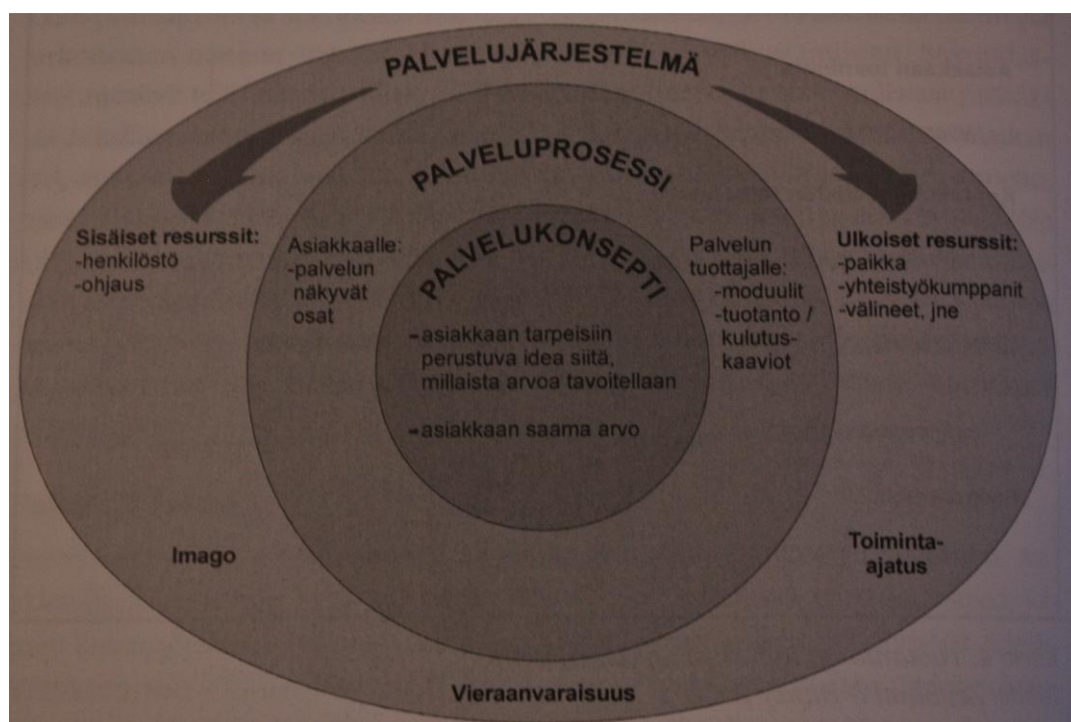 PALVELUJÄRJESTELMÄ
PALVELUPROSESSI
PALVELUKONSEPTI
Sisäiset resurssit:
-henkilöstö
-ohjaus
Asiakkaalle:
-palvelun
näkyvät
osat
-asiakkaan tarpeisiin
perustuva idea siitä,
millaista arvoa tavoitellaan
-asiakkaan saama arvo
Palvelun
tuottajalle:
-moduulit
-tuotanto /
kulutus-
kaaviot
Ulkoiset resurssit:
-paikka
-yhteistyökumppanit
-välineet, jne
Imago
Toiminta-
ajatus
Vieraanvaraisuus